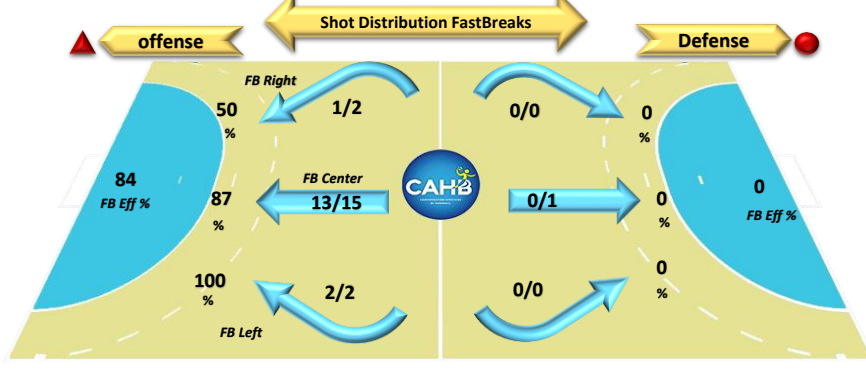 Shot Distribution FastBreaks
offense
Defense
FB Right
50
%
1/2
0/0
0
%
84
FB Eff %
87
%
FB Center
13/15
CAHB
0/1
0
%
0
FB Eff %
100
%
2/2
0/0
0
%
FB Left